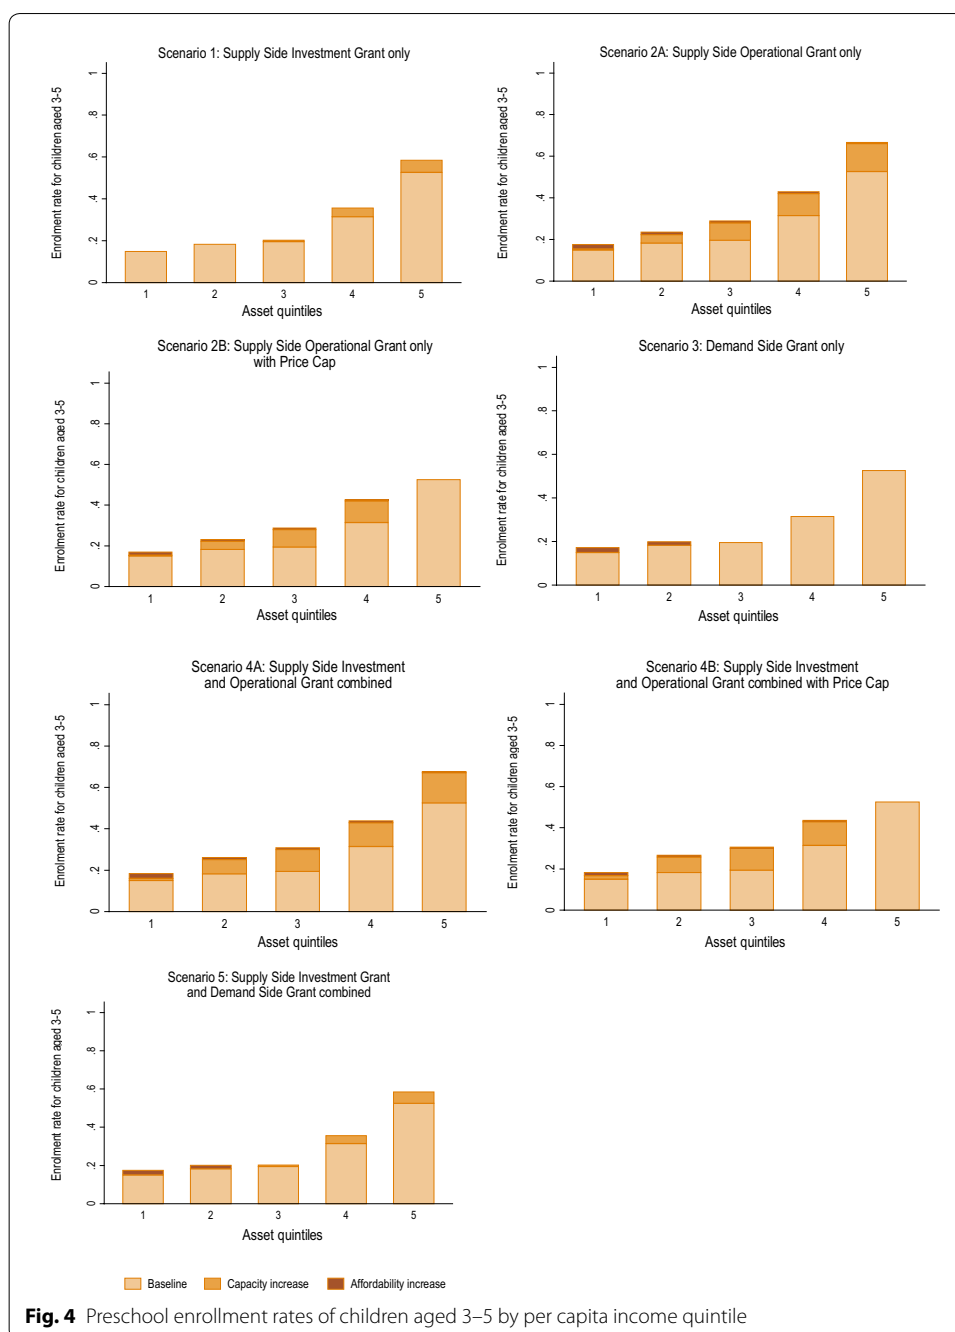 Scenario 1: Supply Side Investment Grant only
Enrolment rate for children aged 3-5
0 .2 .4 .6 .8 1
1 2 3 4 5
Asset quintiles
Scenario 2A: Supply Side Operational Grant only
Enrolment rate for children aged 3-5
0 .2 .4 .6 .8 1
1 2 3 4 5
Asset quintiles
Scenario 2B: Supply Side Operational Grant only
with Price Cap
Enrolment rate for children aged 3-5
0 .2 .4 .6 .8 1
1 2 3 4 5
Asset quintiles
Scenario 3: Demand Side Grant only
Enrolment rate for children aged 3-5
0 .2 .4 .6 .8 1
1 2 3 4 5
Asset quintiles
Scenario 4A: Supply Side Investment
and Operational Grant combined
Enrolment rate for children aged 3-5
0 .2 .4 .6 .8 1
1 2 3 4 5
Asset quintiles
Scenario 4B: Supply Side Investment
and Operational Grant combined with Price Cap
Enrolment rate for children aged 3-5
0 .2 .4 .6 .8 1
1 2 3 4 5
Asset quintiles
Scenario 5: Supply Side Investment Grant
and Demand Side Grant combined
Enrolment rate for children aged 3-5
0 .2 .4 .6 .8 1
1 2 3 4 5
Asset quintiles
Baseline Capacity increase Affordability increase
Fig. 4 Preschool enrollment rates of children aged 3–5 by per capita income quintile